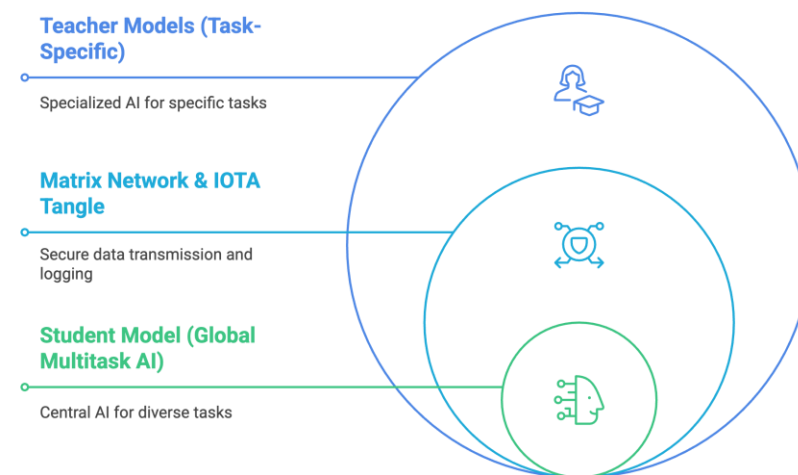 Teacher Models (Task-
Specific)
Specialized AI for specific tasks
Matrix Network & IOTA
Tangle
Secure data transmission and
logging
Student Model (Global
Multitask AI)
Central AI for diverse tasks